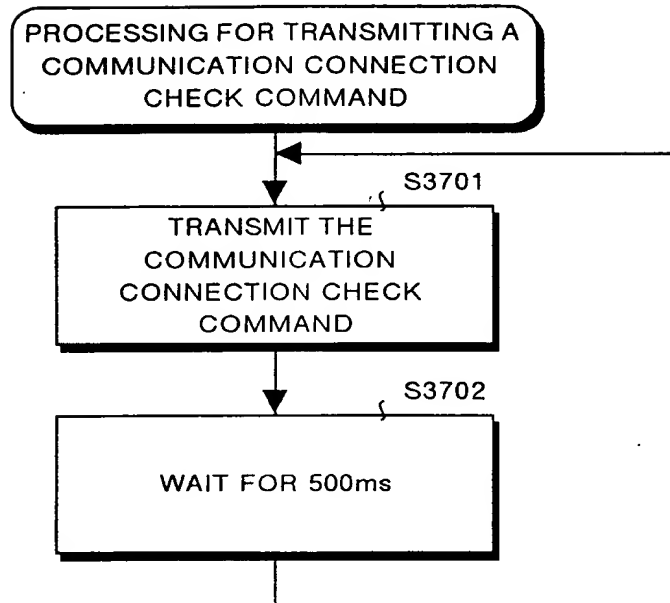 PROCESSING FOR TRANSMITTING A
COMMUNICATION CONNECTION
CHECK COMMAND
S3701
TRANSMIT THE
COMMUNICATION
CONNECTION CHECK
COMMAND
S3702
WAIT FOR 500ms